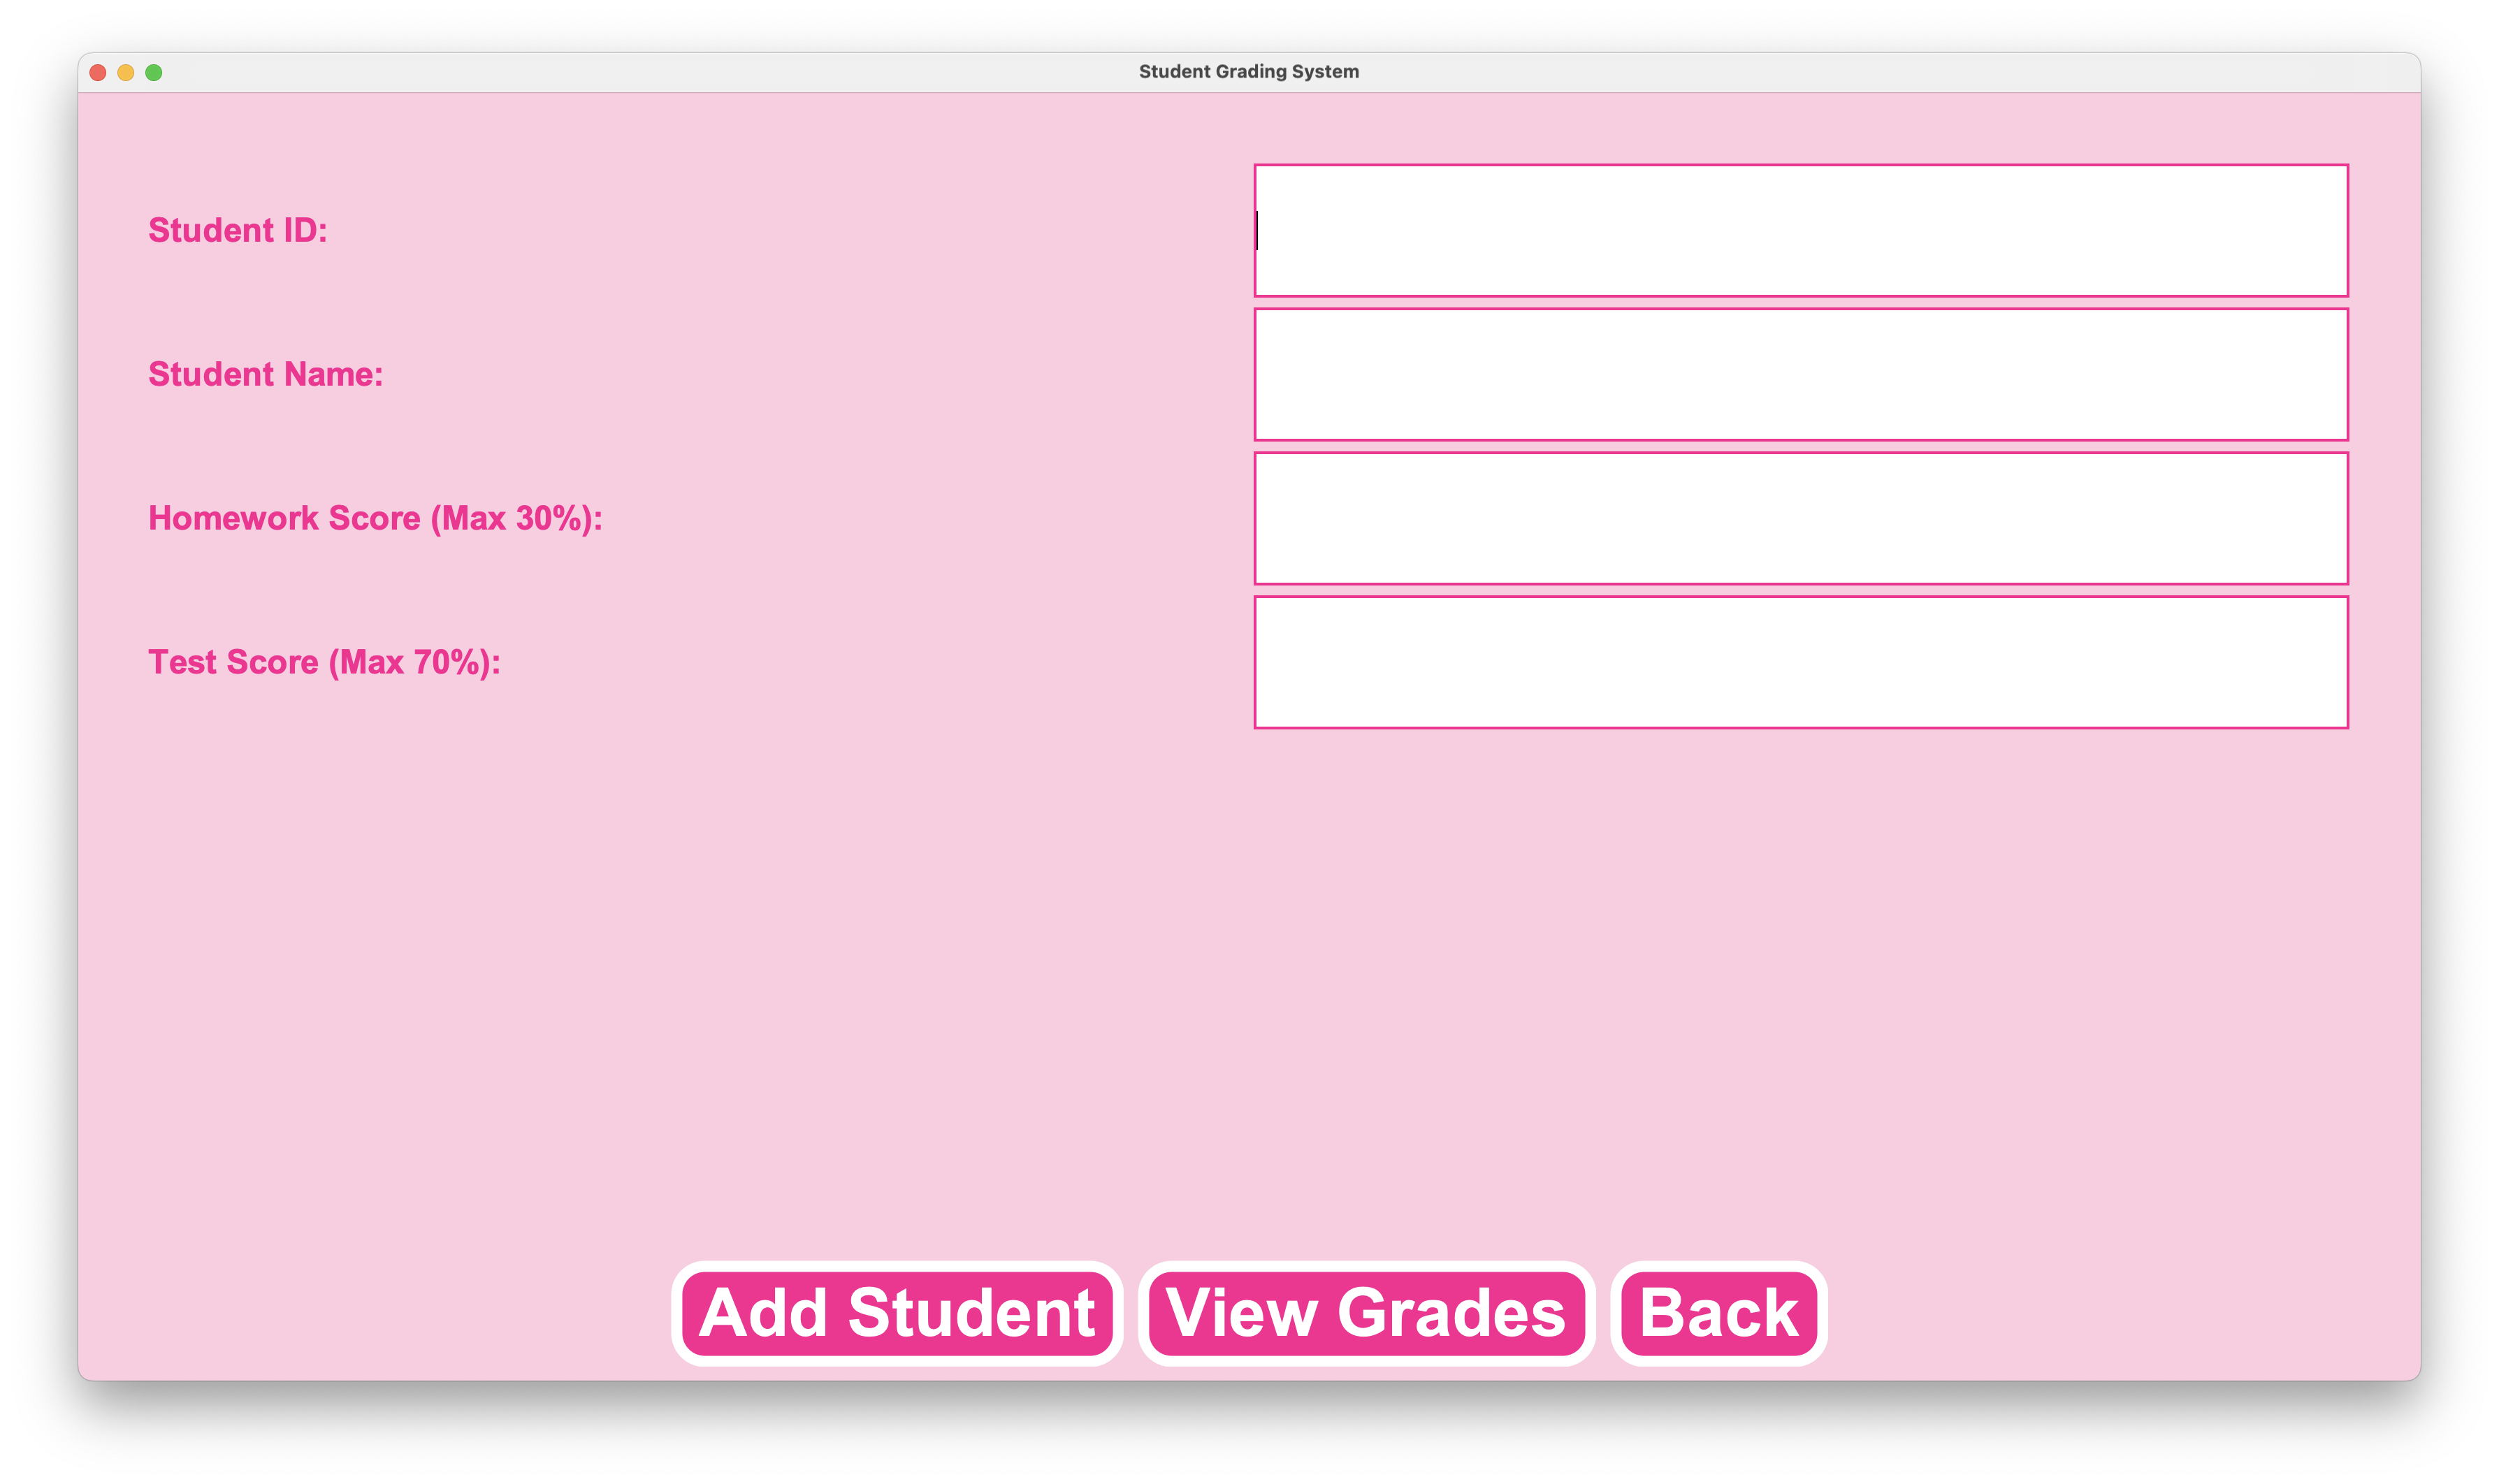 Student Grading System
Student ID:
Student Name:
Homework Score (Max 30%):
Test Score (Max 70%):
Add Student View Grades Back